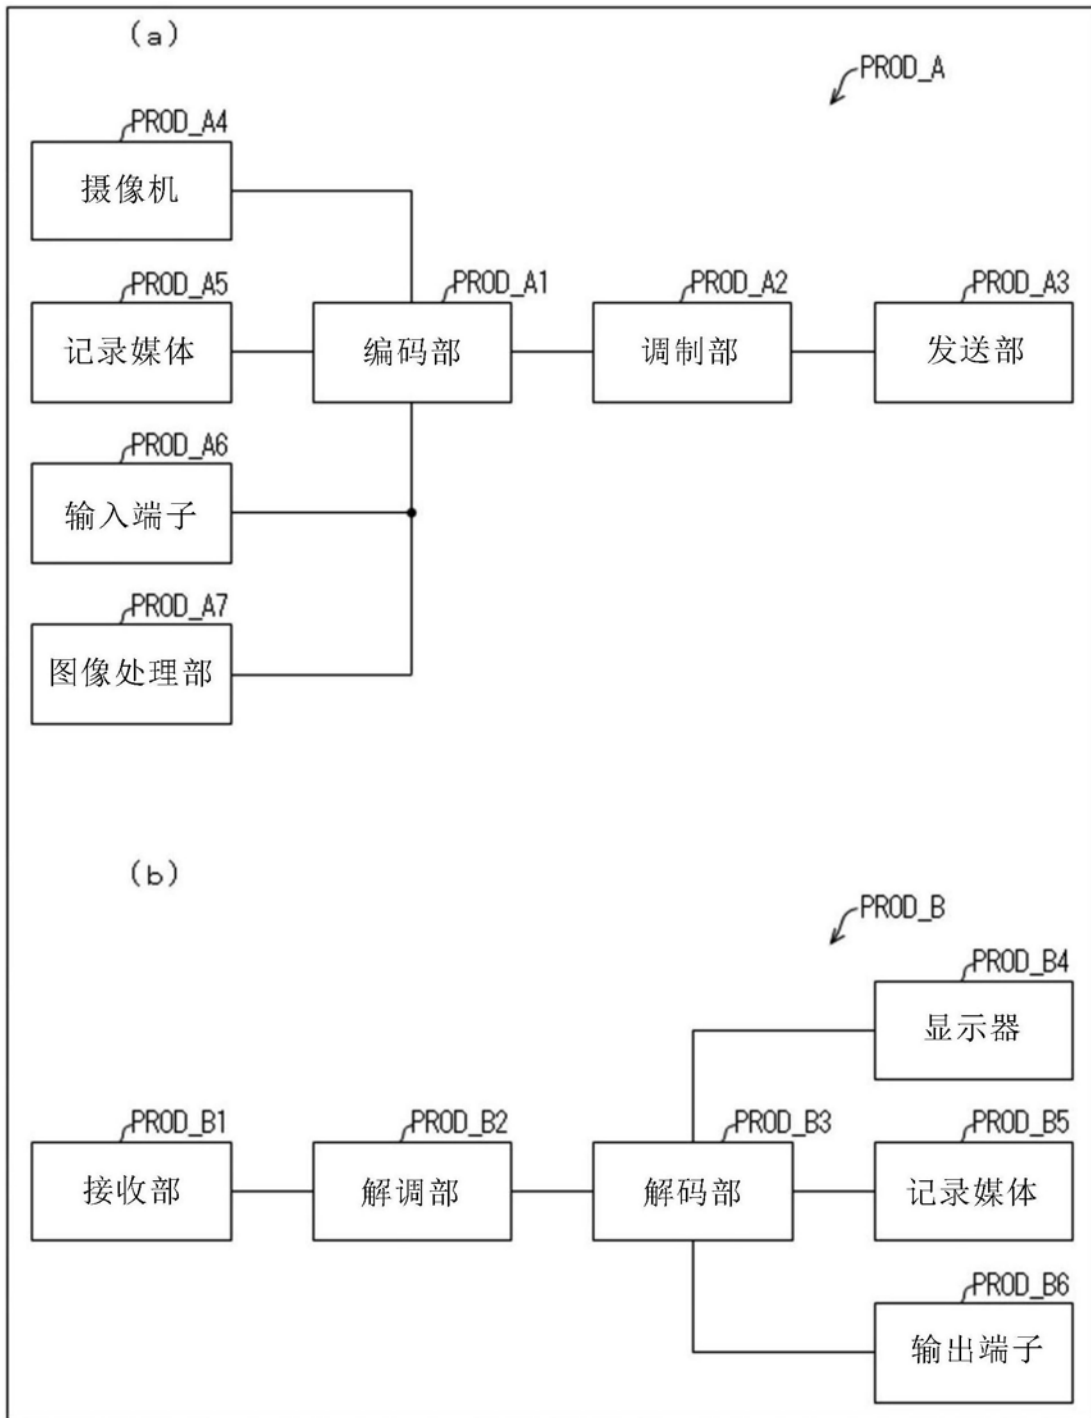 (a)
PROD_A
PROD_A4
摄像机
PROD_A5
记录媒体
PROD_A1
编码部
PROD_A2
调制部
PROD_A3
发送部
PROD_A6
输入端子
PROD_A7
图像处理部
(b)
PROD_B
PROD_B4
显示器
PROD_B1
接收部
PROD_B2
解调部
PROD_B3
解码部
PROD_B5
记录媒体
PROD_B6
输出端子